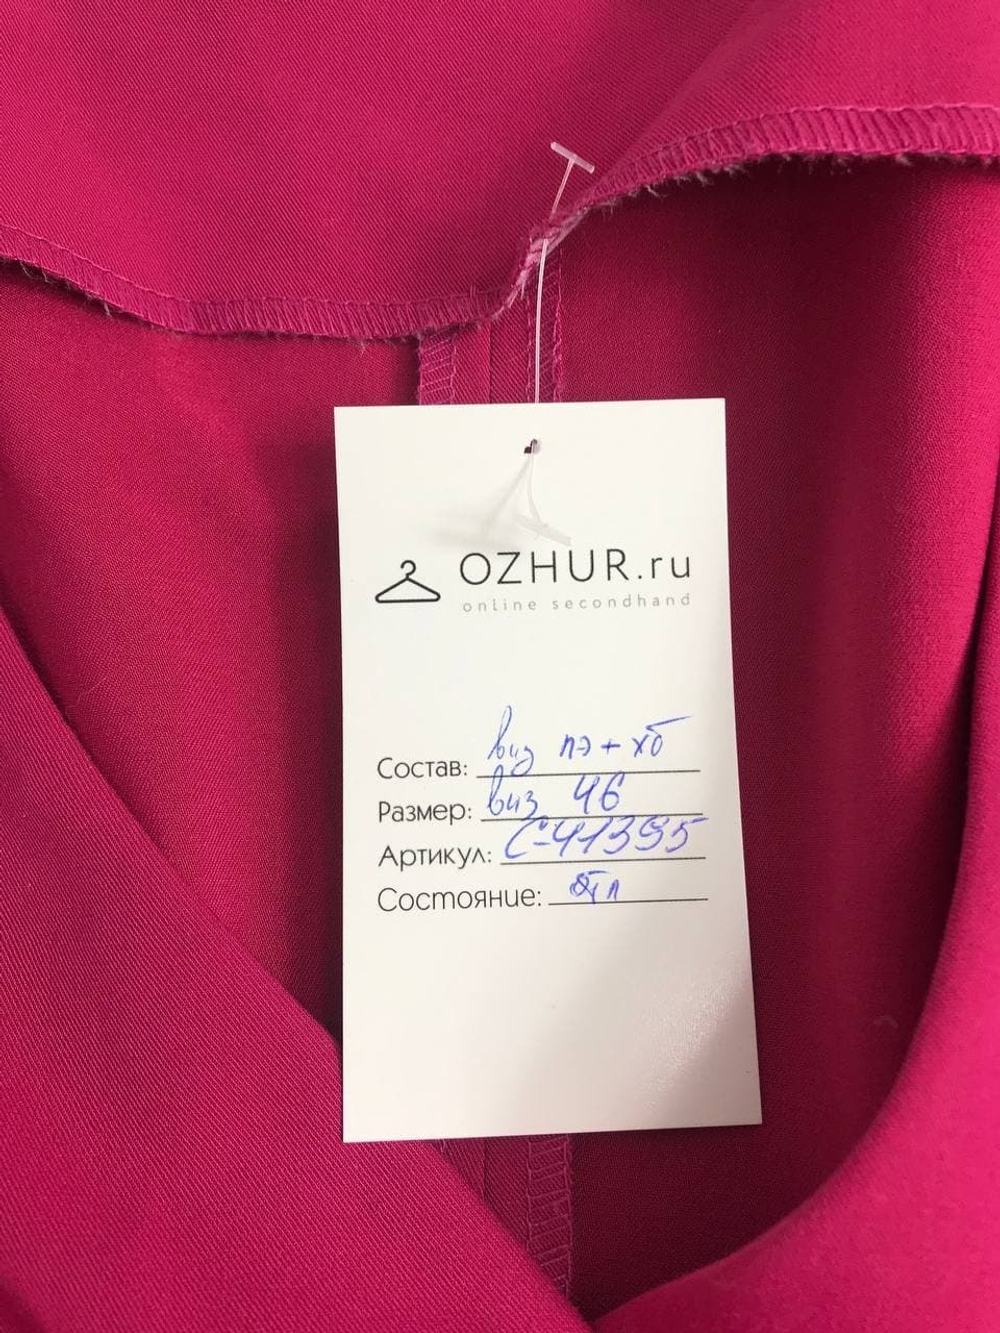 OZHUR.ru
online secondhand
Состав: виз пэ + хб
Размер: виз 46
Артикул: С-41395
Состояние: отл